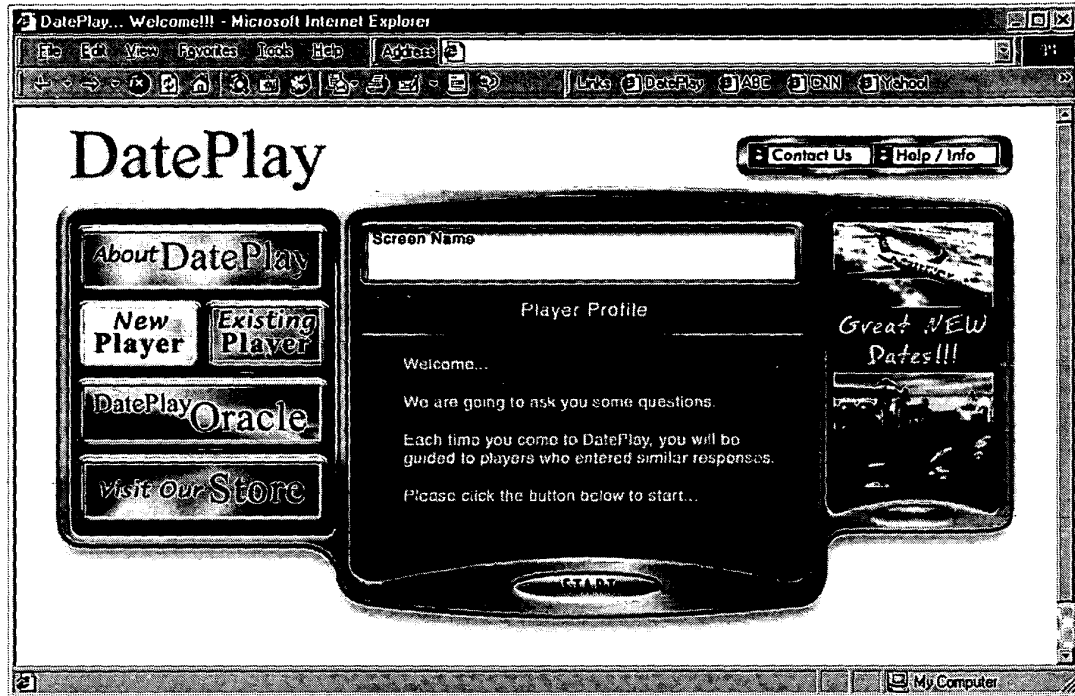 DatePlay... Welcome!!! - Microsoft Internet Explorer
File Edit View Favorites Tools Help Address
Links DatePlay ABC CNN Yahoo!
DatePlay
Contact Us Help / Info
About DatePlay
New Player
Existing Player
DatePlay Oracle
Visit Our Store
Screen Name
Player Profile
Welcome...
We are going to ask you some questions.
Each time you come to DatePlay, you will be
guided to players who entered similar responses.
Please click the button below to start...
START
Great NEW
Dates!!!
My Computer